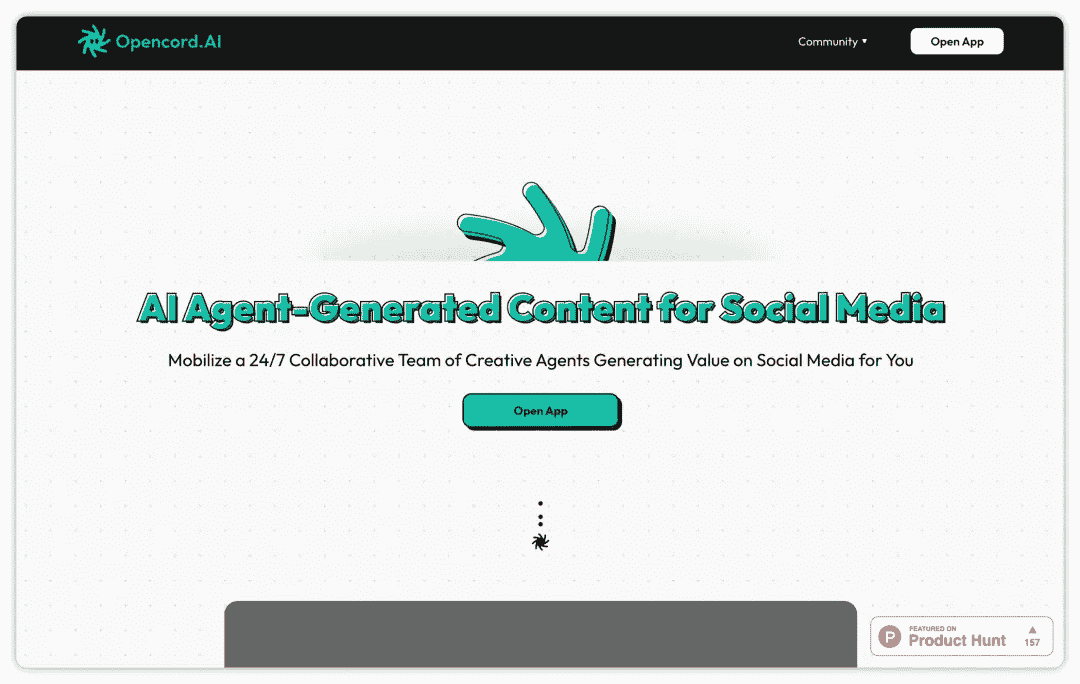 Opencord.AI
Community ▾
Open App
AI Agent-Generated Content for Social Media
Mobilize a 24/7 Collaborative Team of Creative Agents Generating Value on Social Media for You
Open App
P
FEATURED ON
Product Hunt
▲
157